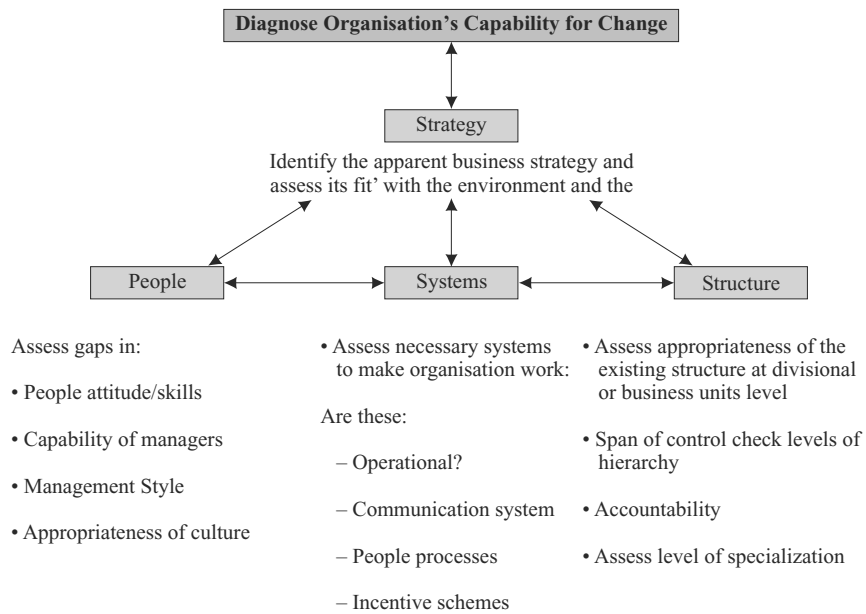 Diagnose Organisation’s Capability for Change
Strategy
Identify the apparent business strategy and
assess its fit’ with the environment and the
People
Systems
Structure
Assess gaps in:
• People attitude/skills
• Capability of managers
• Management Style
• Appropriateness of culture
• Assess necessary systems
to make organisation work:
Are these:
– Operational?
– Communication system
– People processes
– Incentive schemes
• Assess appropriateness of the
existing structure at divisional
or business units level
• Span of control check levels of
hierarchy
• Accountability
• Assess level of specialization